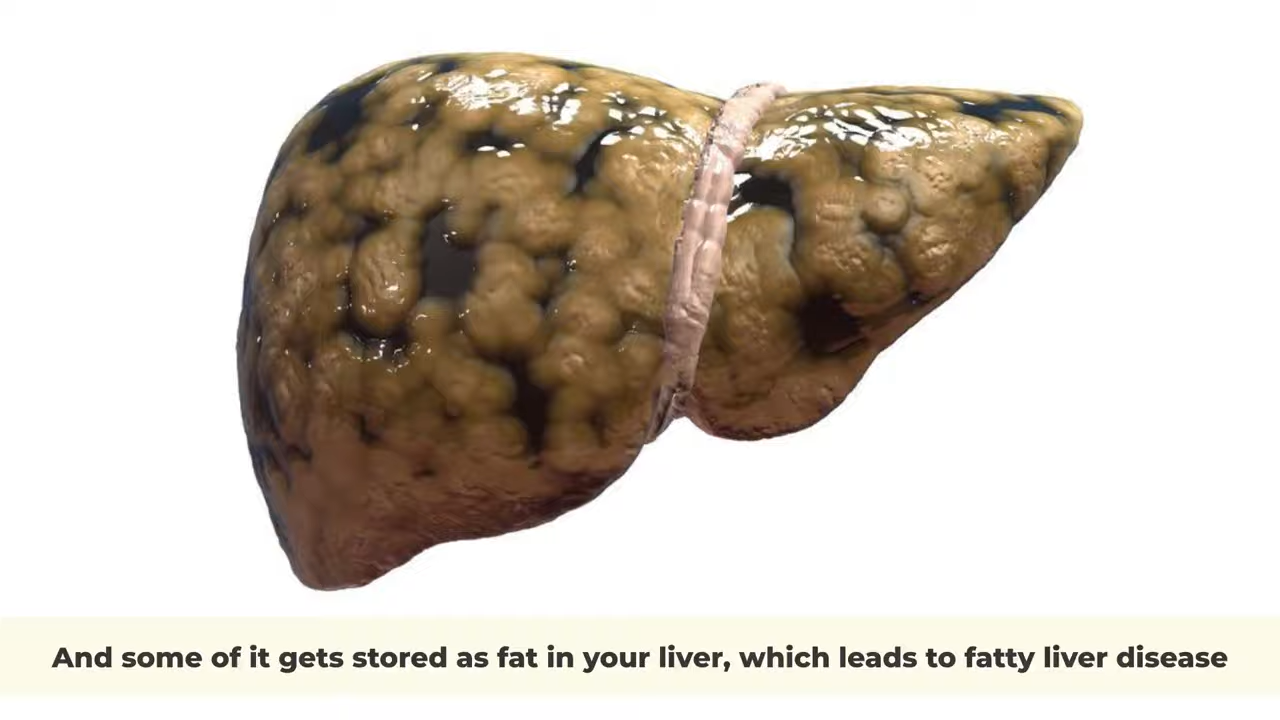 And some of it gets stored as fat in your liver, which leads to fatty liver disease